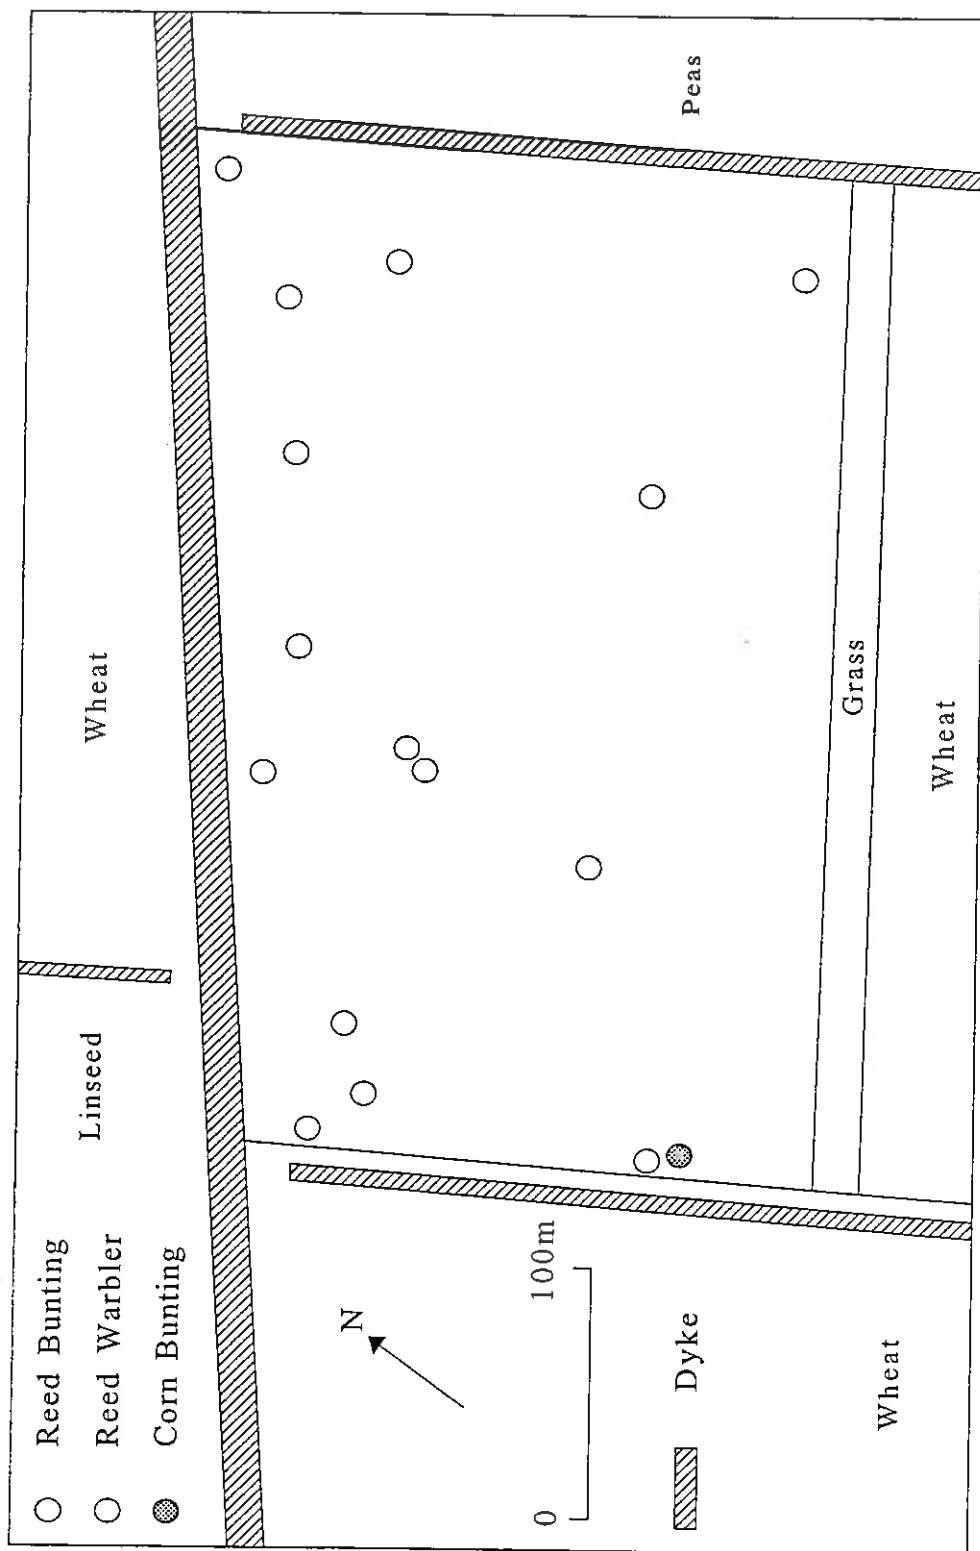 Reed Bunting
Reed Warbler
Corn Bunting
Linseed
Wheat
Peas
N
0 100m
Dyke
Grass
Wheat
Wheat